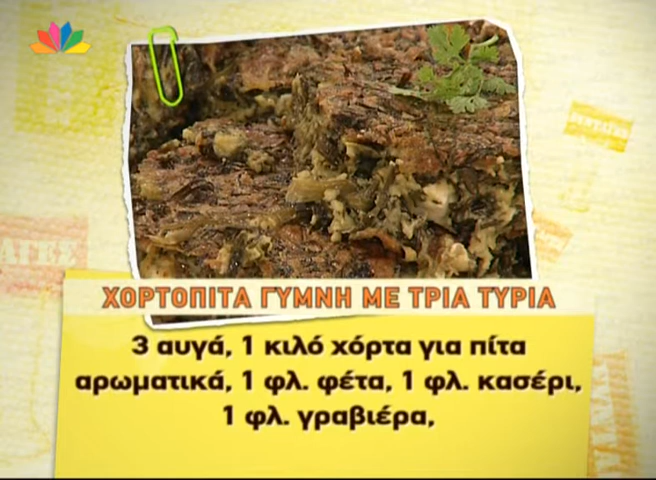 ΧΟΡΤΟΠΙΤΑ ΓΥΜΝΗ ΜΕ ΤΡΙΑ ΤΥΡΙΑ
3 αυγά, 1 κιλό χόρτα για πίτα
αρωματικά, 1 φλ. φέτα, 1 φλ. κασέρι,
1 φλ. γραβιέρα,